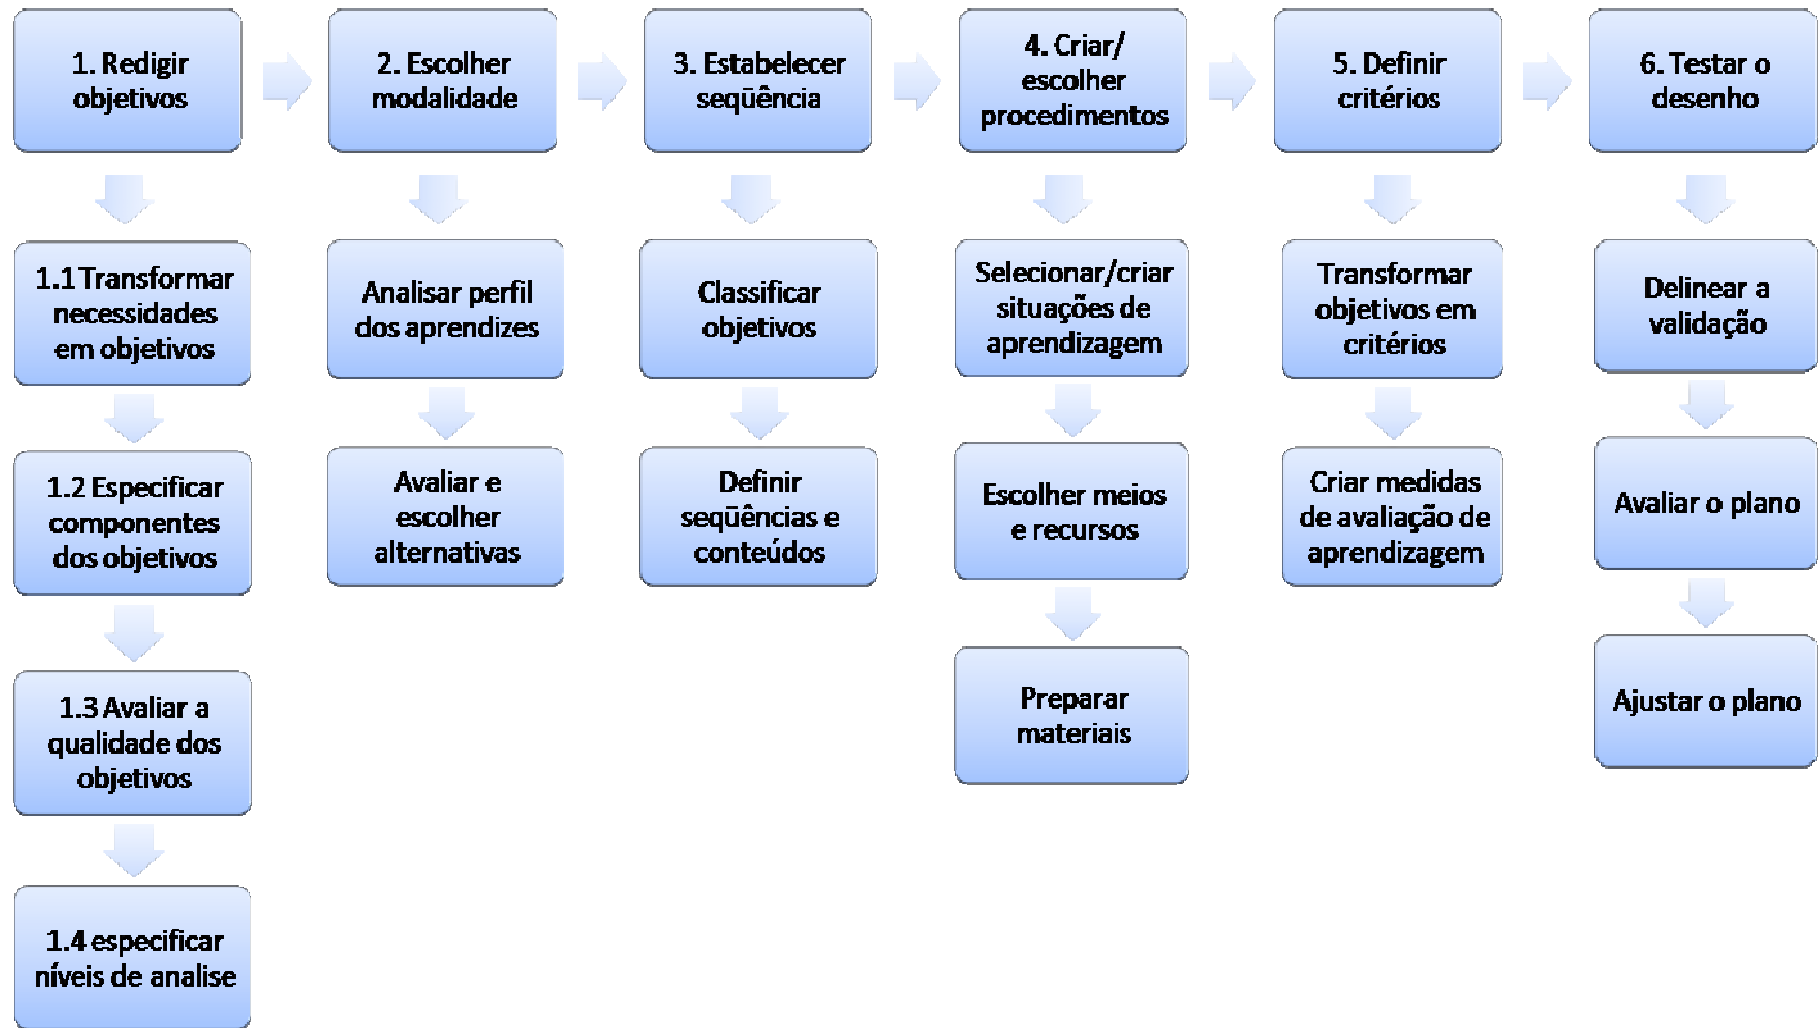 1. Redigir
objetivos
2. Escolher
modalidade
3. Estabelecer
seqüência
4. Criar/
escolher
procedimentos
5. Definir
critérios
6. Testar o
desenho
1.1 Transformar
necessidades
em objetivos
Analisar perfil
dos aprendizes
Classificar
objetivos
Selecionar/criar
situações de
aprendizagem
Transformar
objetivos em
critérios
Delinear a
validação
1.2 Especificar
componentes
dos objetivos
Avaliar e
escolher
alternativas
Definir
seqüências e
conteúdos
Escolher meios
e recursos
Criar medidas
de avaliação de
aprendizagem
Avaliar o plano
1.3 Avaliar a
qualidade dos
objetivos
Preparar
materiais
Ajustar o plano
1.4 especificar
níveis de analise